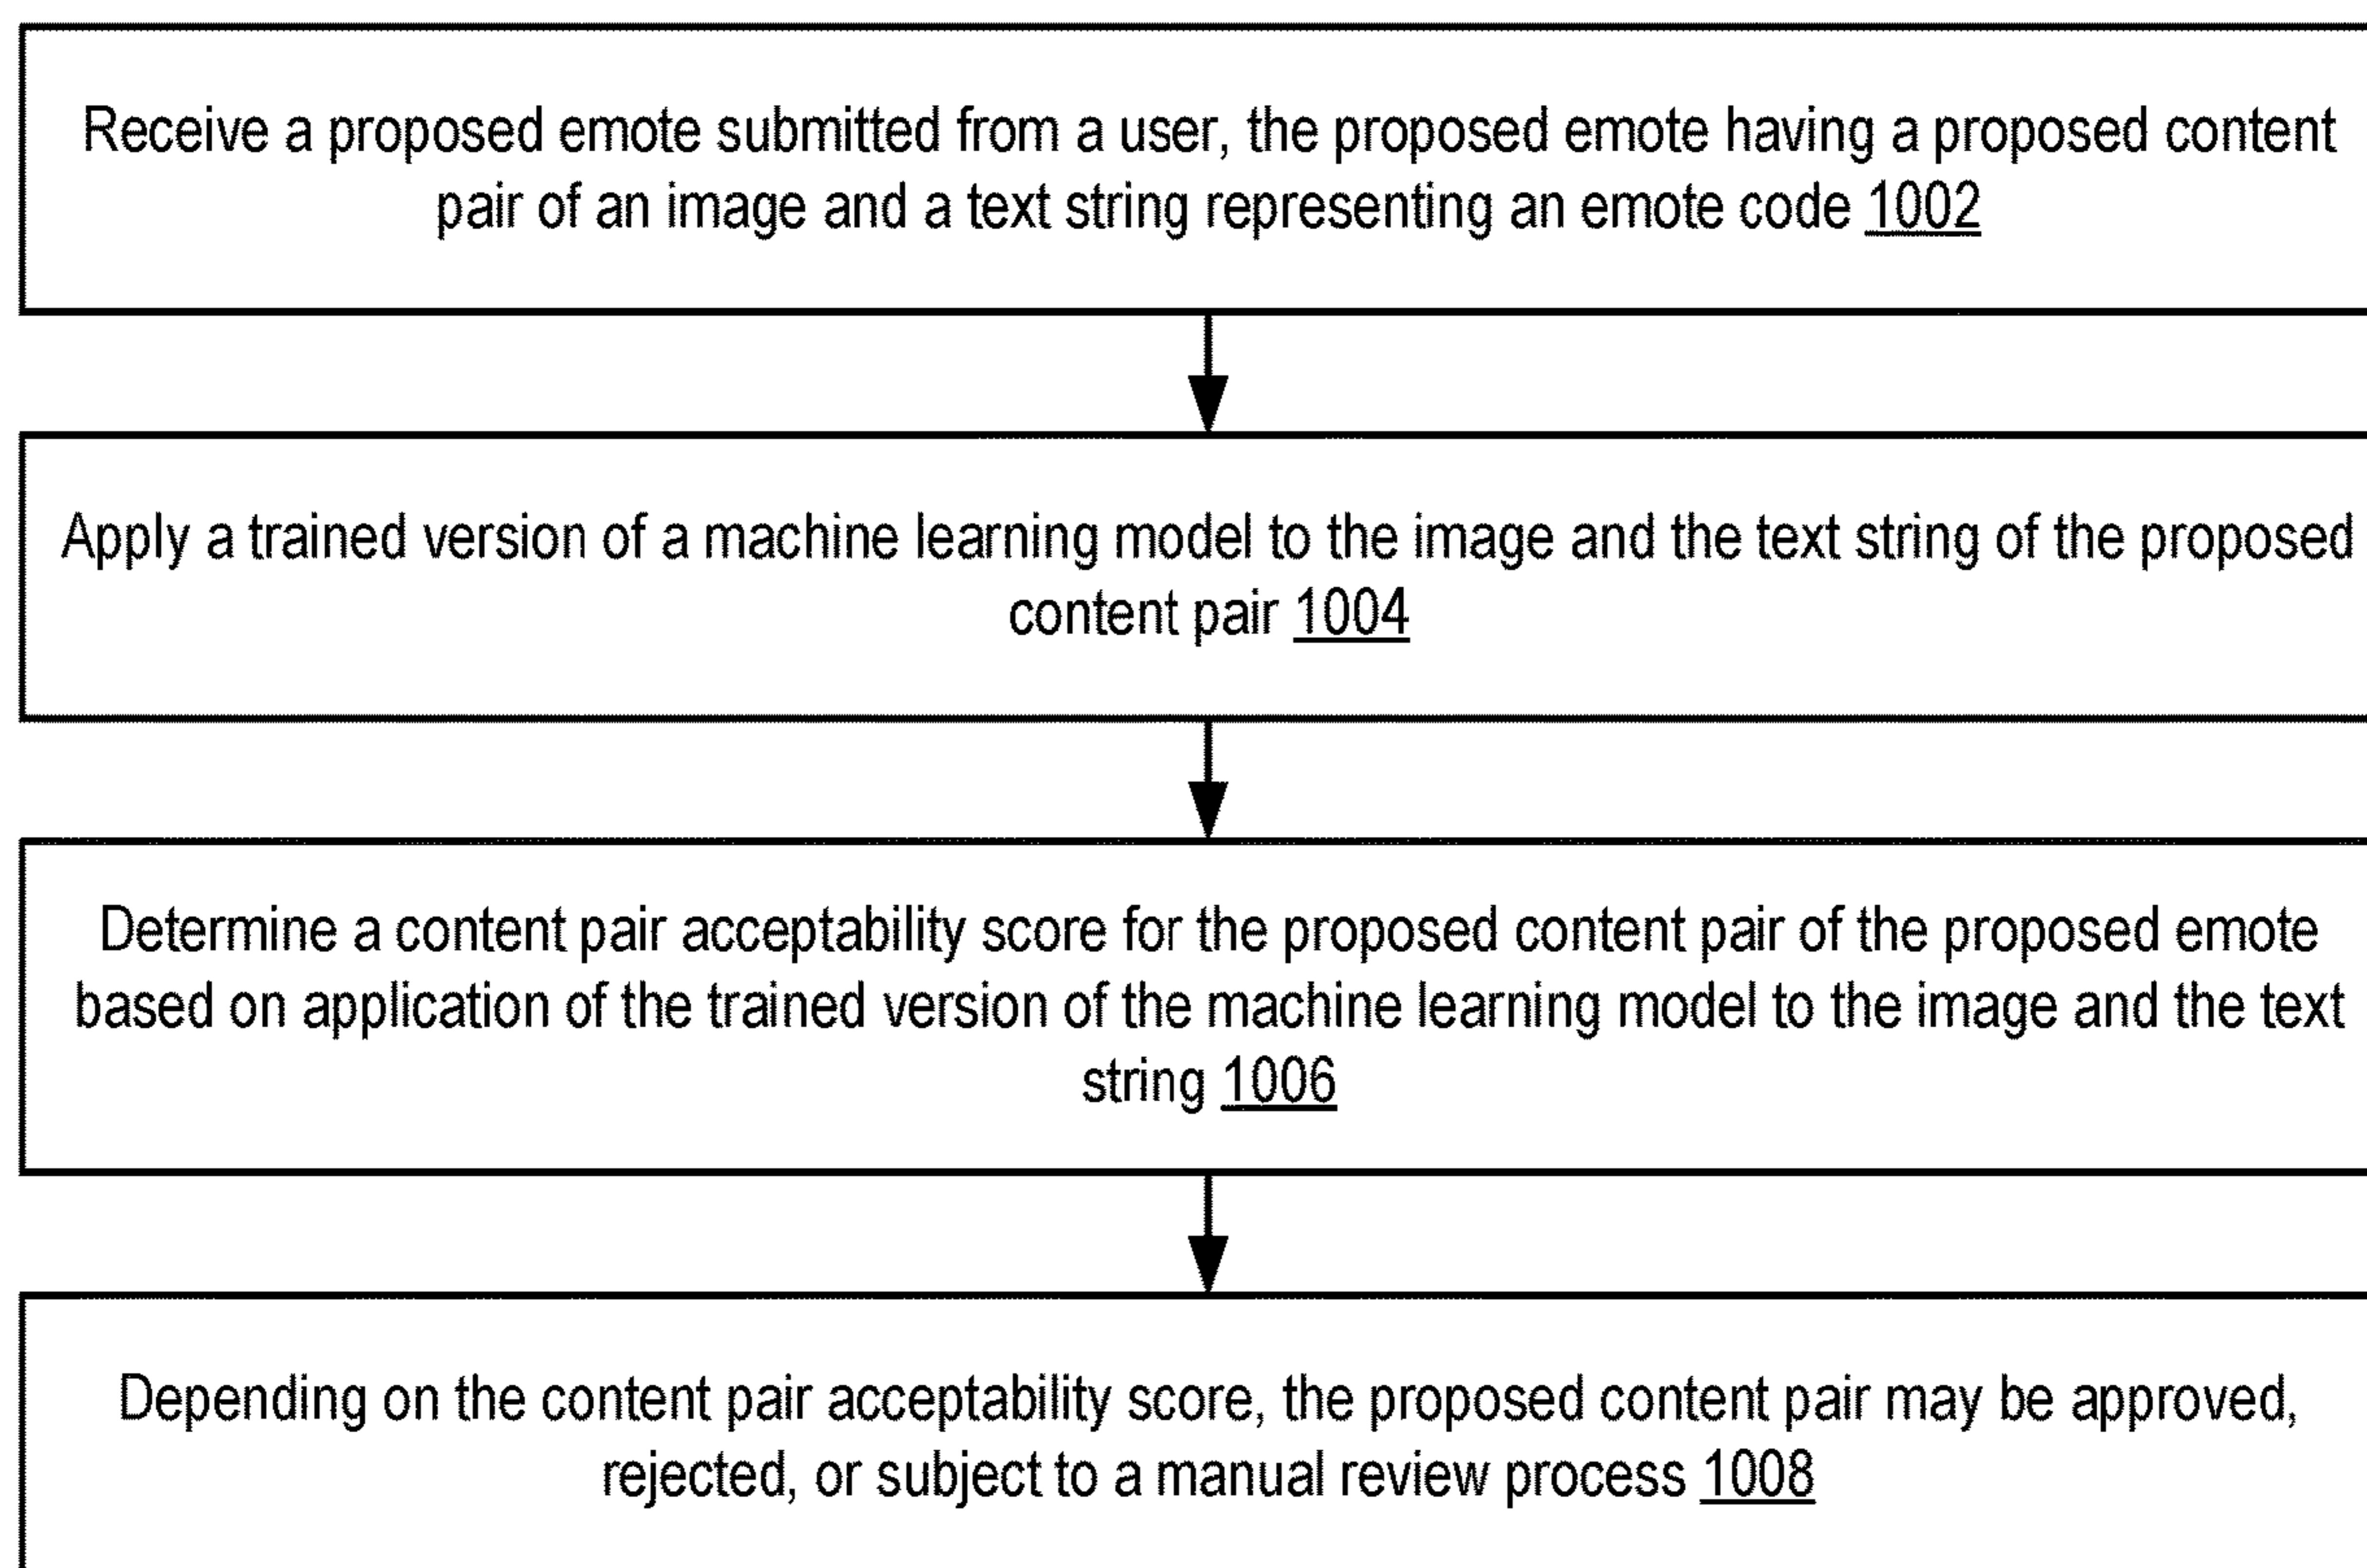 Receive a proposed emote submitted from a user, the proposed emote having a proposed content
pair of an image and a text string representing an emote code 1002
Apply a trained version of a machine learning model to the image and the text string of the proposed
content pair 1004
Determine a content pair acceptability score for the proposed content pair of the proposed emote
based on application of the trained version of the machine learning model to the image and the text
string 1006
Depending on the content pair acceptability score, the proposed content pair may be approved,
rejected, or subject to a manual review process 1008